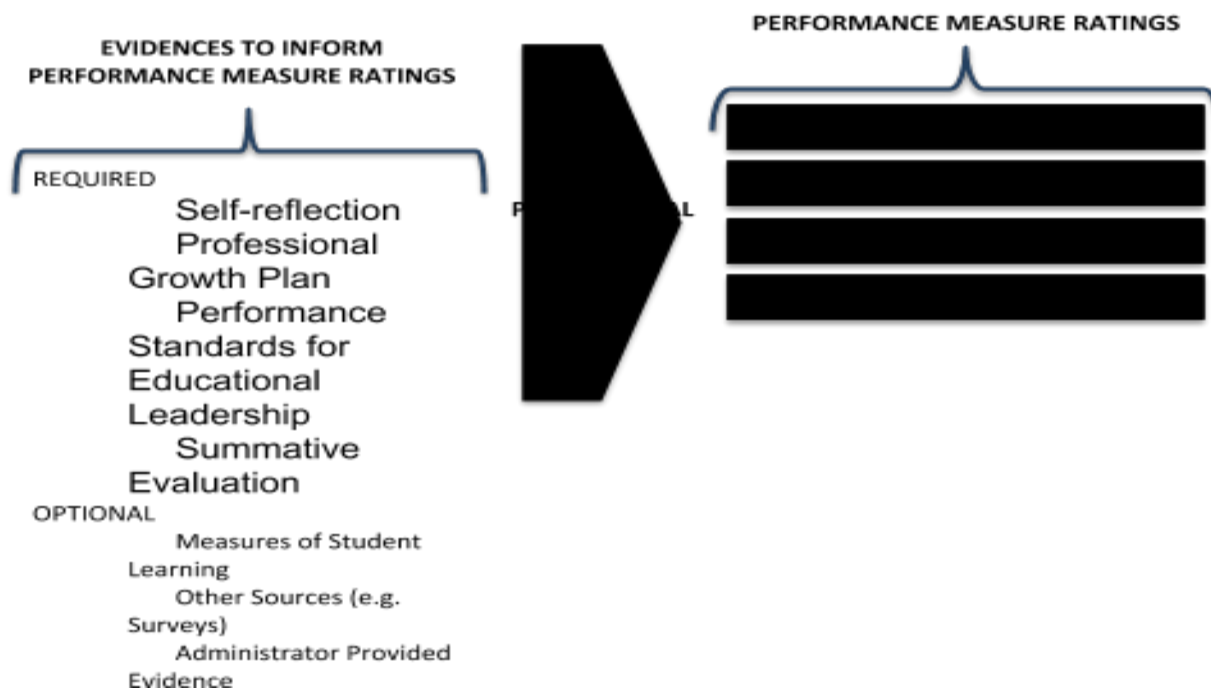 EVIDENCES TO INFORM
PERFORMANCE MEASURE RATINGS
REQUIRED
Self-reflection
Professional
Growth Plan
Performance
Standards for
Educational
Leadership
Summative
Evaluation
OPTIONAL
Measures of Student
Learning
Other Sources (e.g.
Surveys)
Administrator Provided
Evidence
PERFORMANCE MEASURE RATINGS